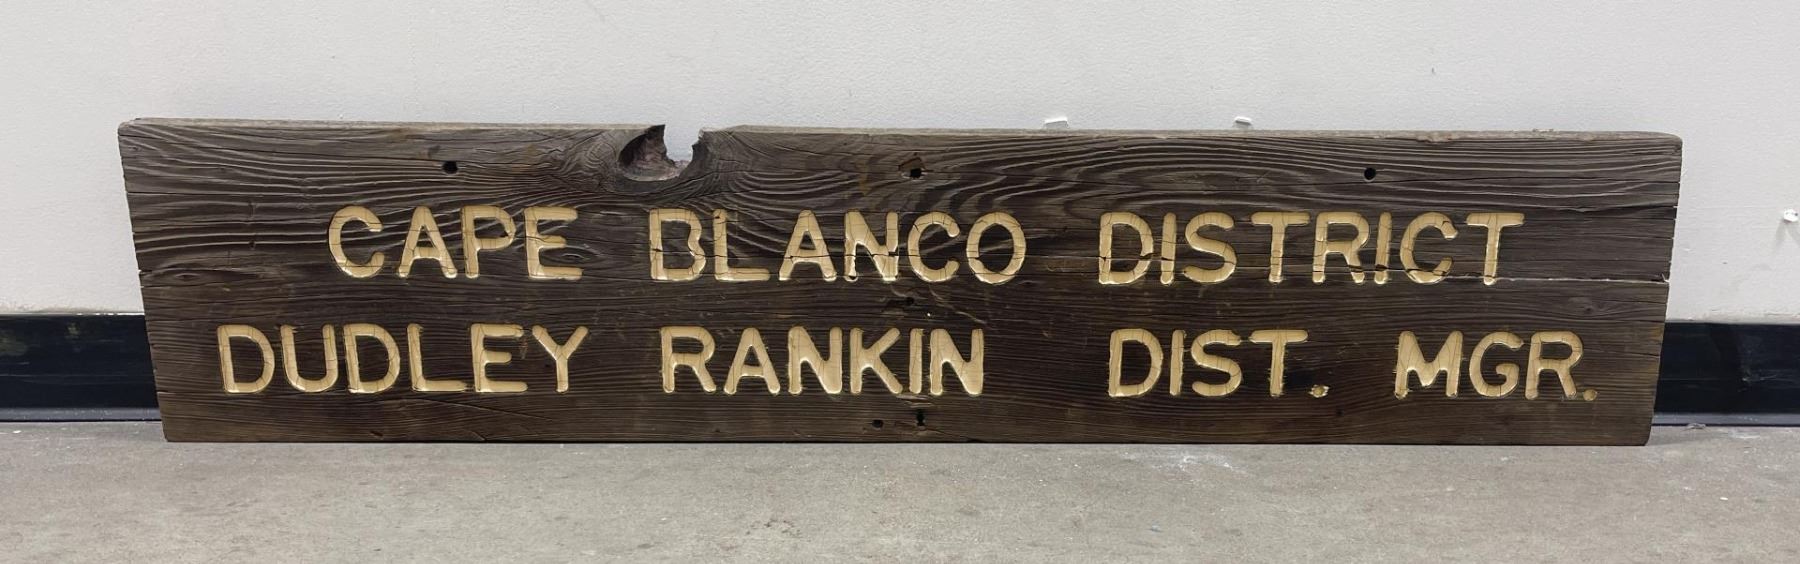 CAPE BLANCO DISTRICT
DUDLEY RANKIN DIST. MGR.